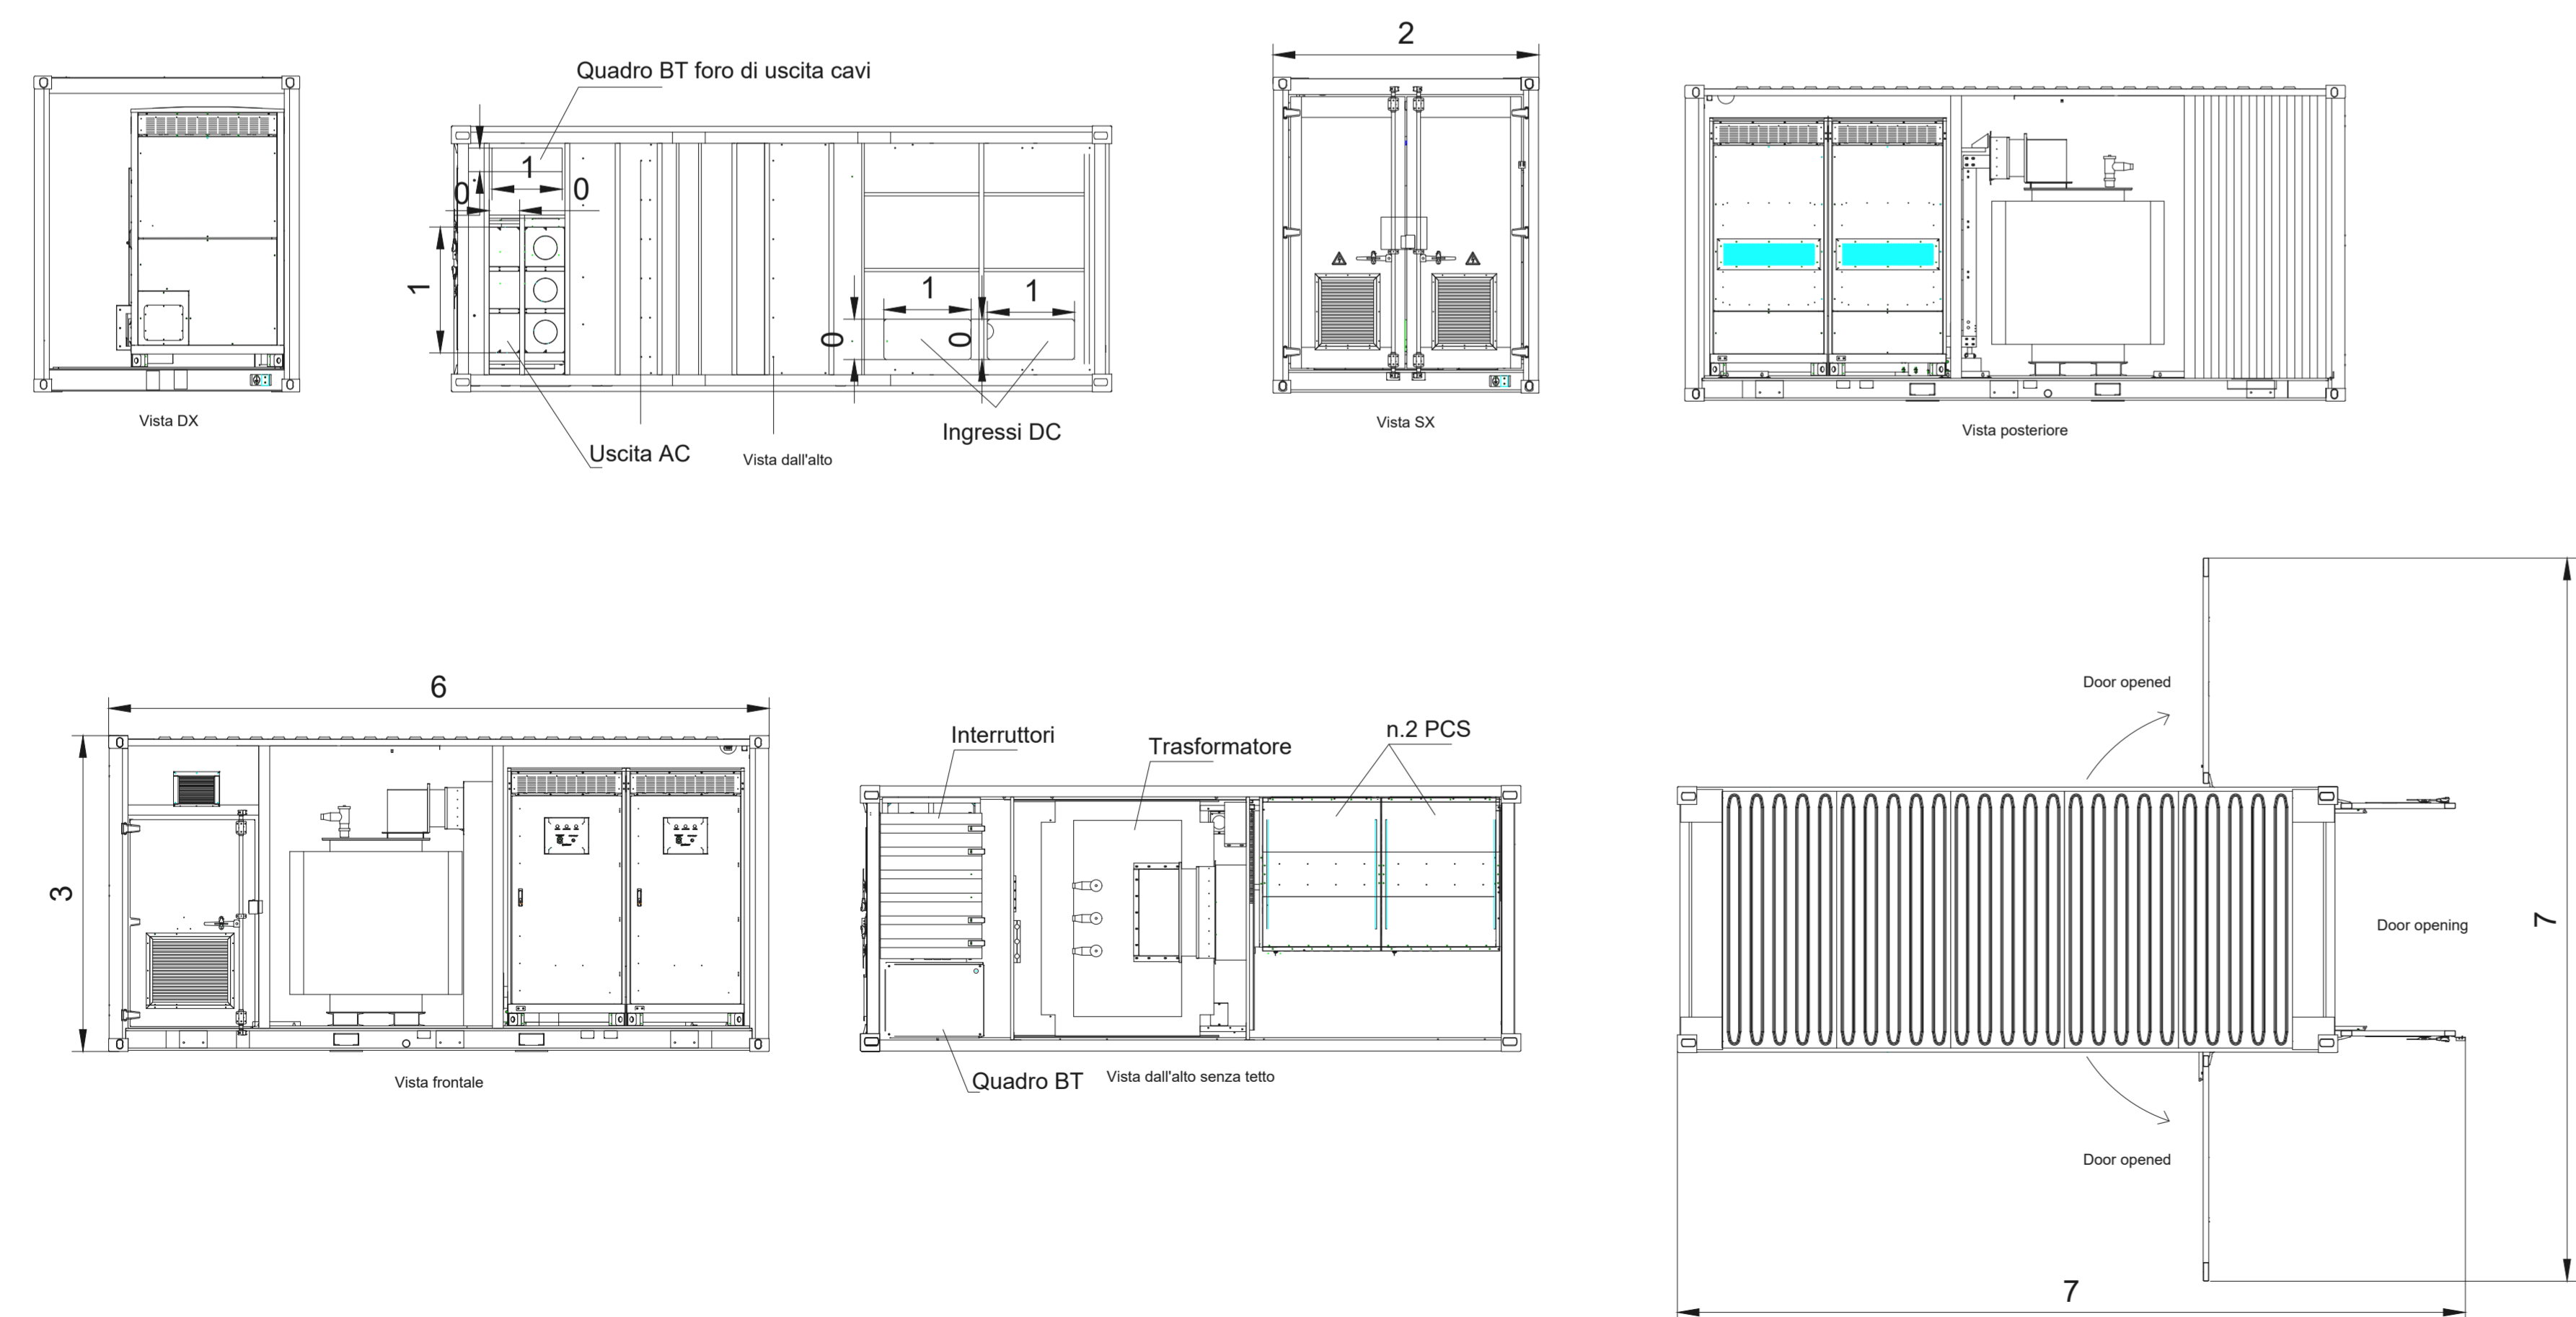 2
Quadro BT foro di uscita cavi
1
0
0
1
1
1
0
0
Vista DX
Uscita AC
Vista dall'alto
Ingressi DC
Vista SX
Vista posteriore
6
3
Vista frontale
Interruttori
Trasformatore
n.2 PCS
Quadro BT
Vista dall'alto senza tetto
Door opened
Door opening
7
Door opened
7